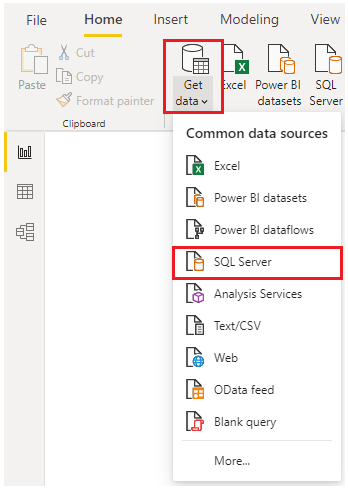 File Home Insert Modeling
Cut
Copy
Format painter
Paste
Clipboard
Get
data
Excel
Power BI
datasets
SQL
Server
Common data sources
Excel
Power BI datasets
Power BI dataflows
SQL Server
Analysis Services
Text/CSV
Web
OData feed
Blank query
More...